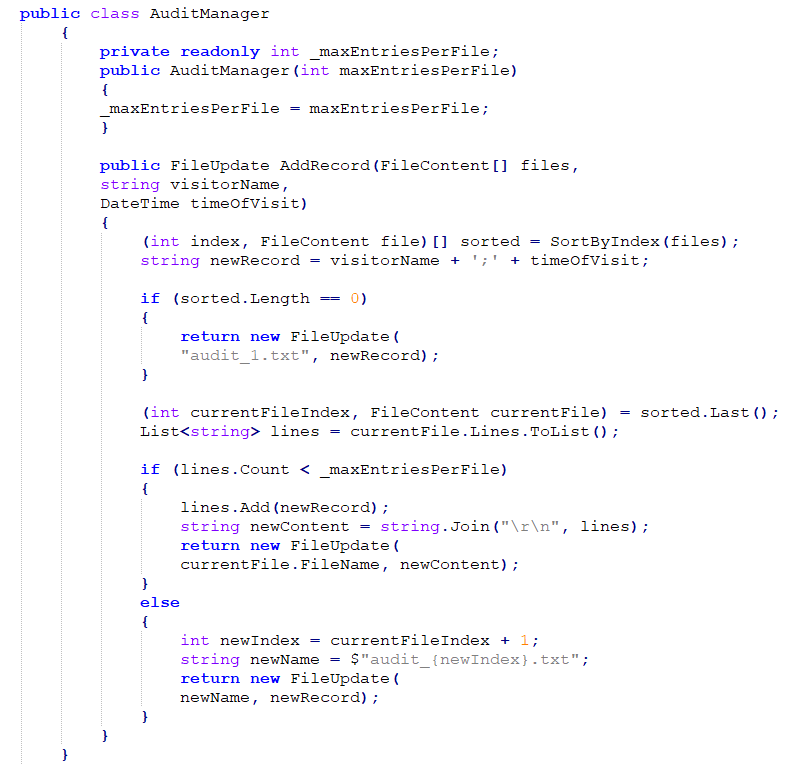 public class AuditManager
{
private readonly int _maxEntriesPerFile;
public AuditManager(int maxEntriesPerFile)
{
_maxEntriesPerFile = maxEntriesPerFile;
}
public FileUpdate AddRecord(FileContent[] files,
string visitorName,
DateTime timeOfVisit)
{
(int index, FileContent file)[] sorted = SortByIndex(files);
string newRecord = visitorName + ';' + timeOfVisit;
if (sorted.Length == 0)
{
return new FileUpdate(
"audit_1.txt", newRecord);
}
(int currentFileIndex, FileContent currentFile) = sorted.Last();
List<string> lines = currentFile.Lines.ToList();
if (lines.Count < _maxEntriesPerFile)
{
lines.Add(newRecord);
string newContent = string.Join("\r\n", lines);
return new FileUpdate(
currentFile.FileName, newContent);
}
else
{
int newIndex = currentFileIndex + 1;
string newName = $"audit_{newIndex}.txt";
return new FileUpdate(
newName, newRecord);
}
}
}